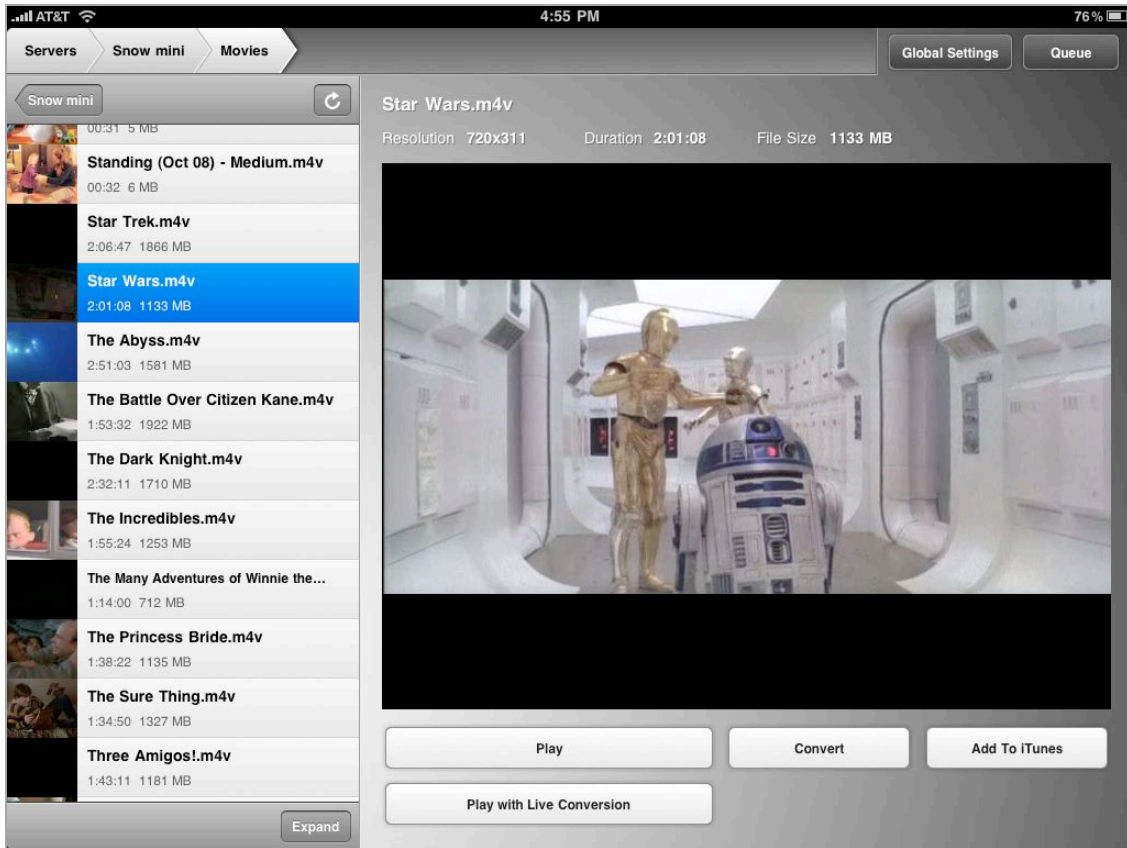 AT&T 4:55 PM 76%
Servers Snow mini Movies Global Settings Queue
Snow mini
00:31 5 MB
Standing (Oct 08) - Medium.m4v
00:32 6 MB
Star Trek.m4v
2:06:47 1866 MB
Star Wars.m4v
2:01:08 1133 MB
The Abyss.m4v
2:51:03 1581 MB
The Battle Over Citizen Kane.m4v
1:53:32 1922 MB
The Dark Knight.m4v
2:32:11 1710 MB
The Incredibles.m4v
1:55:24 1253 MB
The Many Adventures of Winnie the...
1:14:00 712 MB
The Princess Bride.m4v
1:38:22 1135 MB
The Sure Thing.m4v
1:34:50 1327 MB
Three Amigos!.m4v
1:43:11 1181 MB
Expand
Star Wars.m4v
Resolution 720x311 Duration 2:01:08 File Size 1133 MB
Play Convert Add To iTunes
Play with Live Conversion